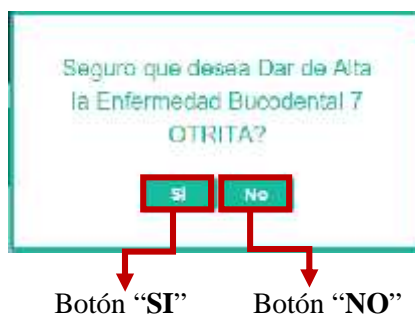 Seguro que desea Dar de Alta
la Enfermedad Bucodental 7
OTRITA?
SI No
Botón “SI” Botón “NO”